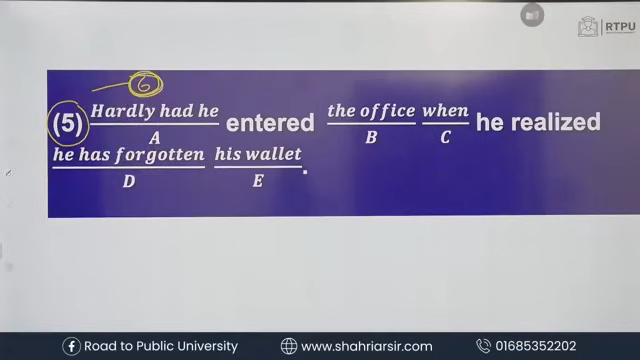 RTPU
6
(5) Hardly had he entered the office when he realized
A B C
he has forgotten his wallet.
D E
Road to Public University www.shahriarsir.com 01685352202